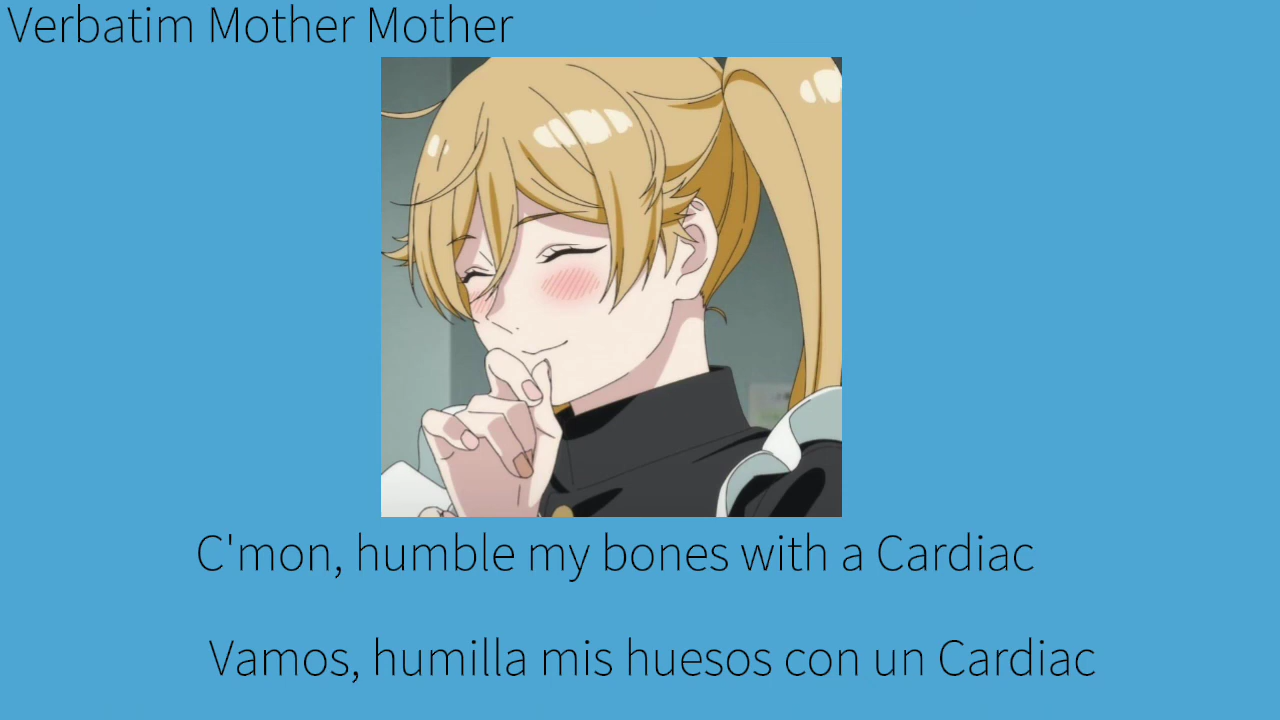 Verbatim Mother Mother
C'mon, humble my bones with a Cardiac
Vamos, humilla mis huesos con un Cardiac